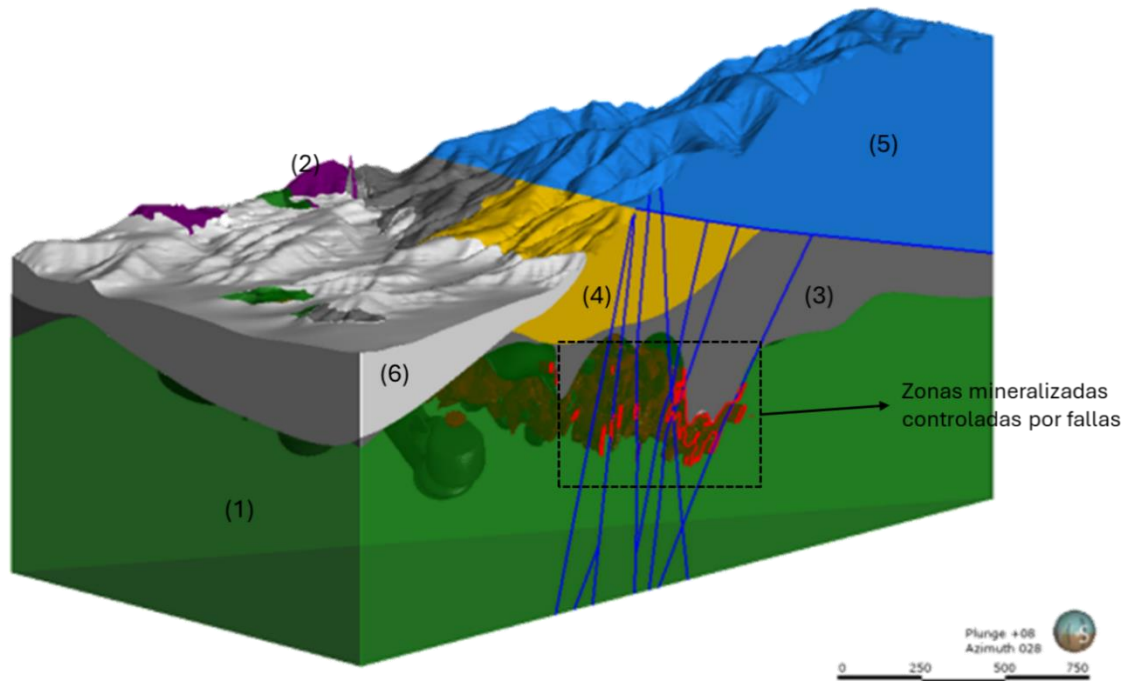 (2)
(5)
(4)
(3)
(6)
Zonas mineralizadas
controladas por fallas
(1)
Plunge +08
Azimuth 028
S
0 250 500 750